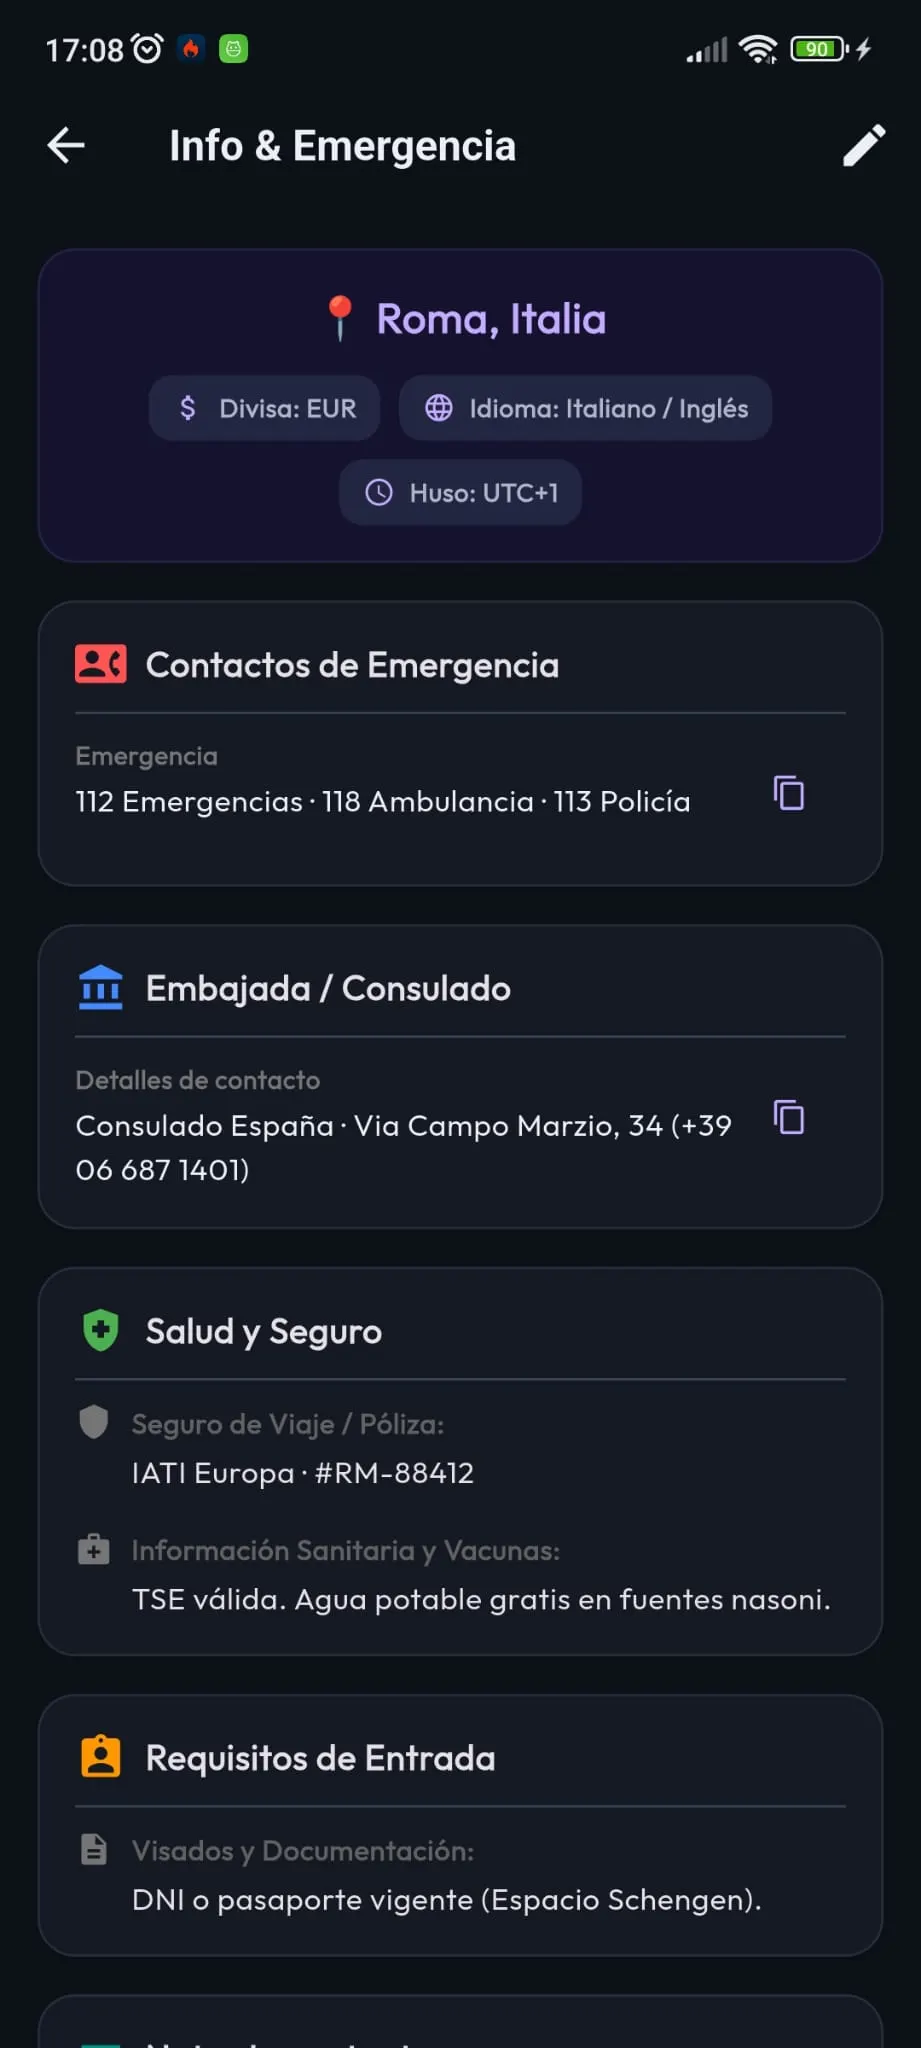 17:08
90
Info & Emergencia
Roma, Italia
Divisa: EUR
Idioma: Italiano / Inglés
Huso: UTC+1
Contactos de Emergencia
Emergencia
112 Emergencias · 118 Ambulancia · 113 Policía
Embajada / Consulado
Detalles de contacto
Consulado España · Via Campo Marzio, 34 (+39
06 687 1401)
Salud y Seguro
Seguro de Viaje / Póliza:
IATI Europa · #RM-88412
Información Sanitaria y Vacunas:
TSE válida. Agua potable gratis en fuentes nasoni.
Requisitos de Entrada
Visados y Documentación:
DNI o pasaporte vigente (Espacio Schengen).